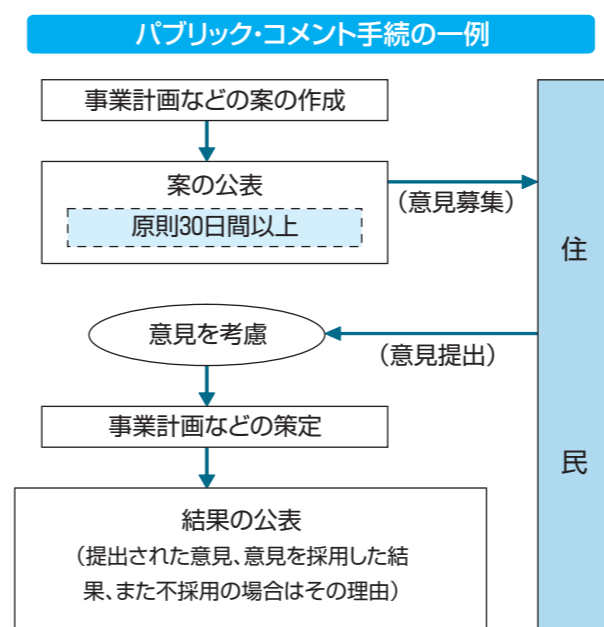 パブリック・コメント手続の一例
事業計画などの案の作成
案の公表
原則30日間以上
（意見募集）
住
意見を考慮
（意見提出）
事業計画などの策定
民
結果の公表
（提出された意見、意見を採用した結
果、また不採用の場合はその理由）